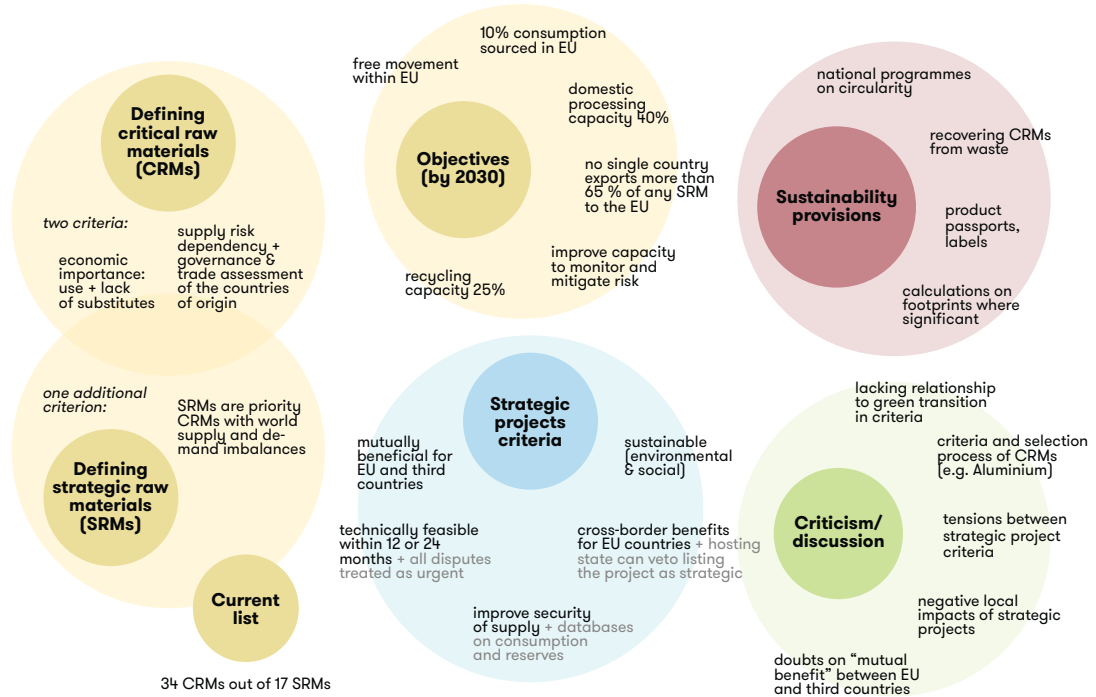 Defining
critical raw
materials
(CRMs)
two criteria:
economic
importance:
use + lack
of substitutes
supply risk
dependency +
governance &
trade assessment
of the countries
of origin
one additional
criterion:
SRMs are priority
CRMs with world
supply and de-
mand imbalances
Defining
strategic raw
materials
(SRMs)
Current
list
34 CRMs out of 17 SRMs
10% consumption
sourced in EU
free movement
within EU
domestic
processing
capacity 40%
Objectives
(by 2030)
no single country
exports more than
65 % of any SRM
to the EU
improve capacity
to monitor and
mitigate risk
recycling
capacity 25%
Strategic
projects
criteria
mutually
beneficial for
EU and third
countries
sustainable
(environmental
& social)
technically feasible
within 12 or 24
months + all disputes
treated as urgent
cross-border benefits
for EU countries + hosting
state can veto listing
the project as strategic
improve security
of supply + databases
on consumption
and reserves
national programmes
on circularity
recovering CRMs
from waste
Sustainability
provisions
product
passports,
labels
calculations on
footprints where
significant
lacking relationship
to green transition
in criteria
criteria and selection
process of CRMs
(e.g. Aluminium)
Criticism/
discussion
tensions between
strategic project
criteria
negative local
impacts of strategic
projects
doubts on “mutual
benefit” between EU
and third countries